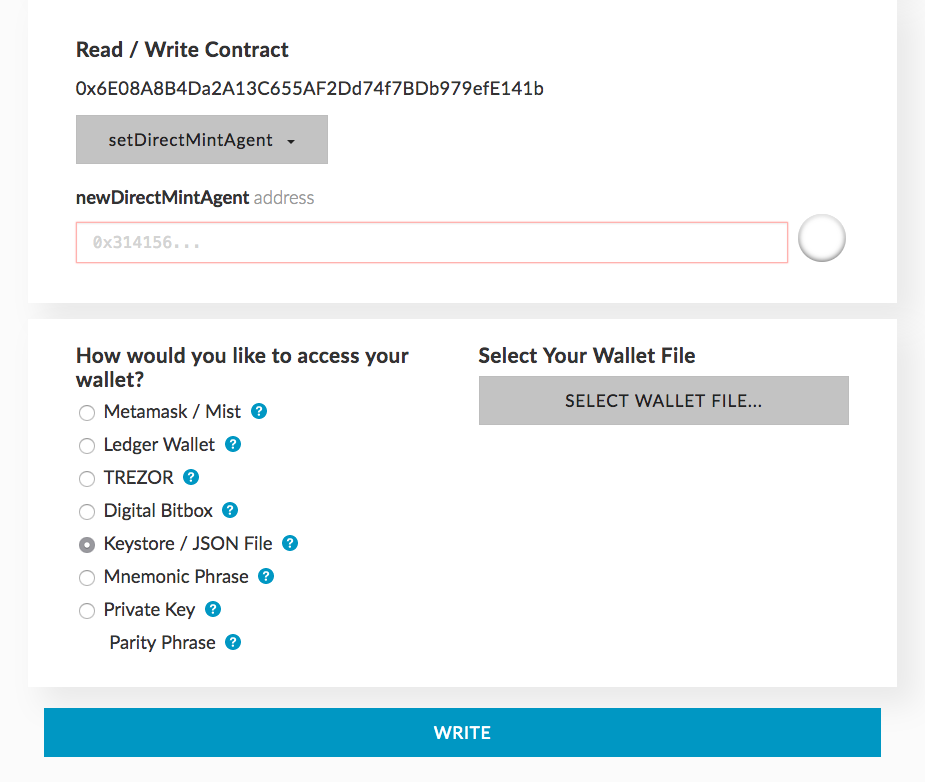 Read / Write Contract
0x6E08A8B4Da2A13C655AF2Dd74f7BDb979efE141b
setDirectMintAgent
newDirectMintAgent address
0x314156...
How would you like to access your
wallet?
Metamask / Mist ?
Ledger Wallet ?
TREZOR ?
Digital Bitbox ?
Keystore / JSON File ?
Mnemonic Phrase ?
Private Key ?
Parity Phrase ?
Select Your Wallet File
SELECT WALLET FILE...
WRITE